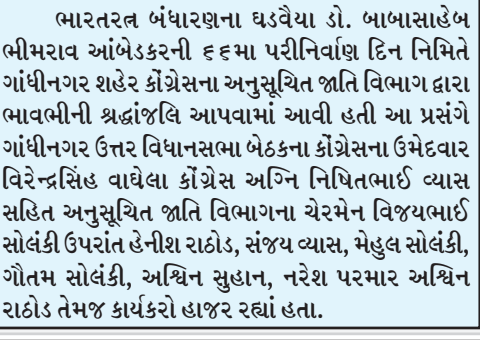 ભારતરત્ન બંધારણના ઘડવૈયા ડો. બાબાસાહેબ
ભીમરાવ આંબેડકરની ૬૬મા પરીનિર્વાણ દિન નિમિતે
ગાંધીનગર શહેર કોંગ્રેસના અનુસૂચિત જાતિ વિભાગ દ્વારા
ભાવભીની શ્રદ્ધાંજલિ આપવામાં આવી હતી આ પ્રસંગે
ગાંધીનગર ઉત્તર વિધાનસભા બેઠકના કોંગ્રેસના ઉમેદવાર
વિરેન્દ્રસિંહ વાઘેલા કોંગ્રેસ અગ્નિ નિષિતભાઈ વ્યાસ
સહિત અનુસૂચિત જાતિ વિભાગના ચેરમેન વિજયભાઈ
સોલંકી ઉપરાંત હેનીશ રાઠોડ, સંજય વ્યાસ, મેહુલ સોલંકી,
ગૌતમ સોલંકી, અશ્વિન સુહાન, નરેશ પરમાર અશ્વિન
રાઠોડ તેમજ કાર્યકરો હાજર રહ્યાં હતા.